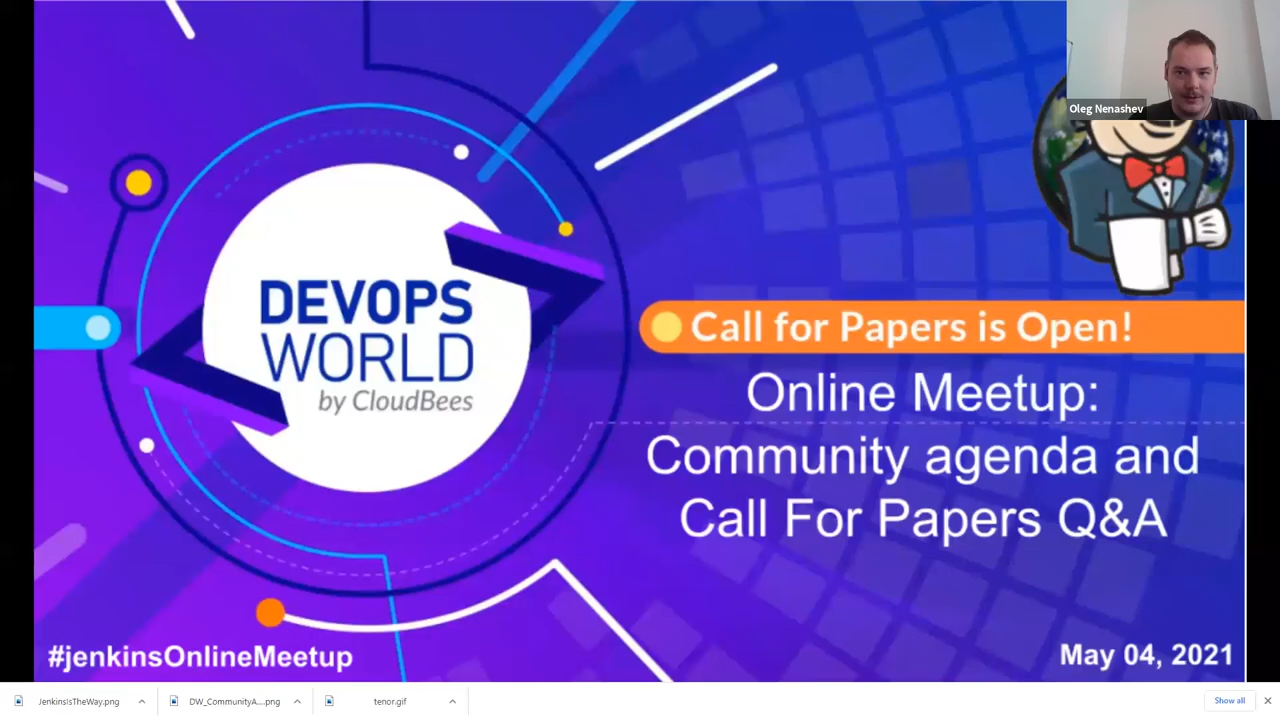 Oleg Nenashev
DEVOPS
WORLD
by CloudBees
Call for Papers is Open!
Online Meetup:
Community agenda and
Call For Papers Q&A
#jenkinsOnlineMeetup
May 04, 2021
JenkinsIsTheWay.png
DW_CommunityA....png
tenor.gif
Show all